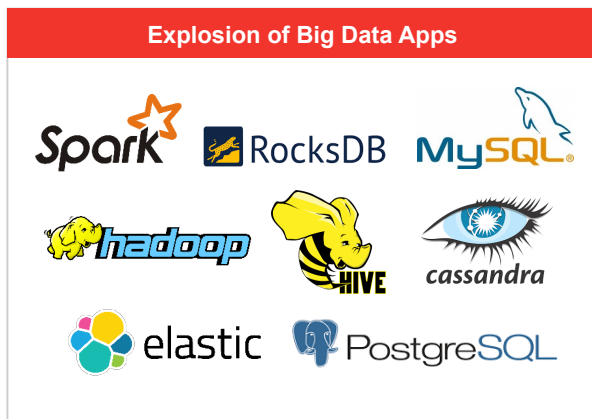 Explosion of Big Data Apps
Spark RocksDB MySQL®
hadoop HIVE cassandra
elastic PostgreSQL